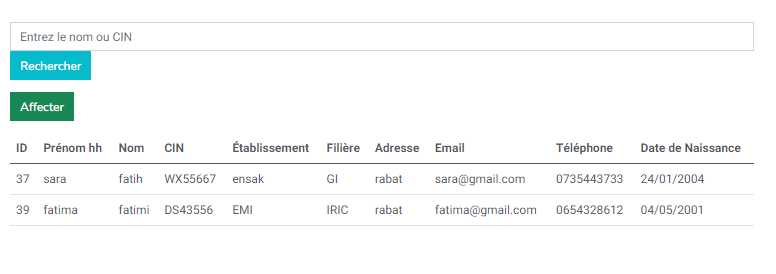 Entrez le nom ou CIN
Rechercher
Affecter
ID Prénom hh Nom CIN Établissement Filière Adresse Email Téléphone Date de Naissance
37 sara fatih WX55667 ensak GI rabat sara@gmail.com 0735443733 24/01/2004
39 fatima fatimi DS43556 EMI IRIC rabat fatima@gmail.com 0654328612 04/05/2001